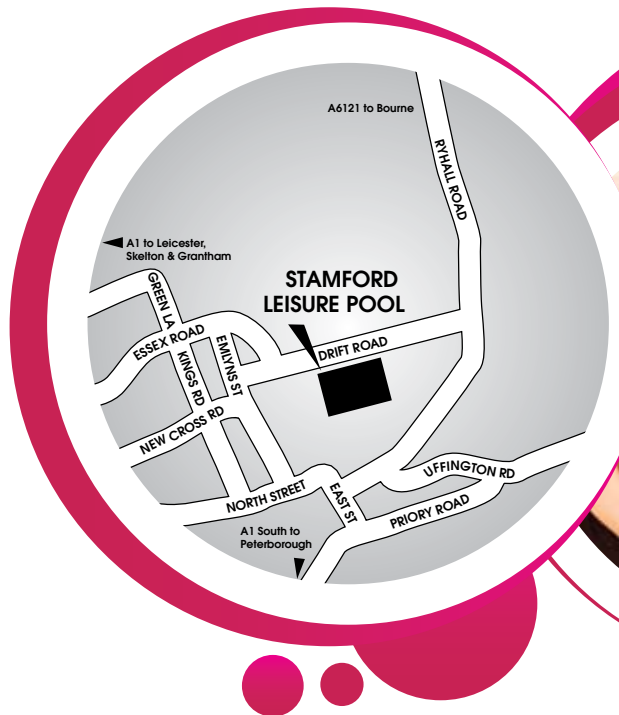 A6121 to Bourne
RYHALL ROAD
A1 to Leicester,
Skelton & Grantham
STAMFORD
LEISURE POOL
GREEN LA
ESSEX ROAD
KINGS RD
EMLYNS ST
DRIFT ROAD
NEW CROSS RD
NORTH STREET
EAST ST
UFFINGTON RD
PRIORY ROAD
A1 South to
Peterborough